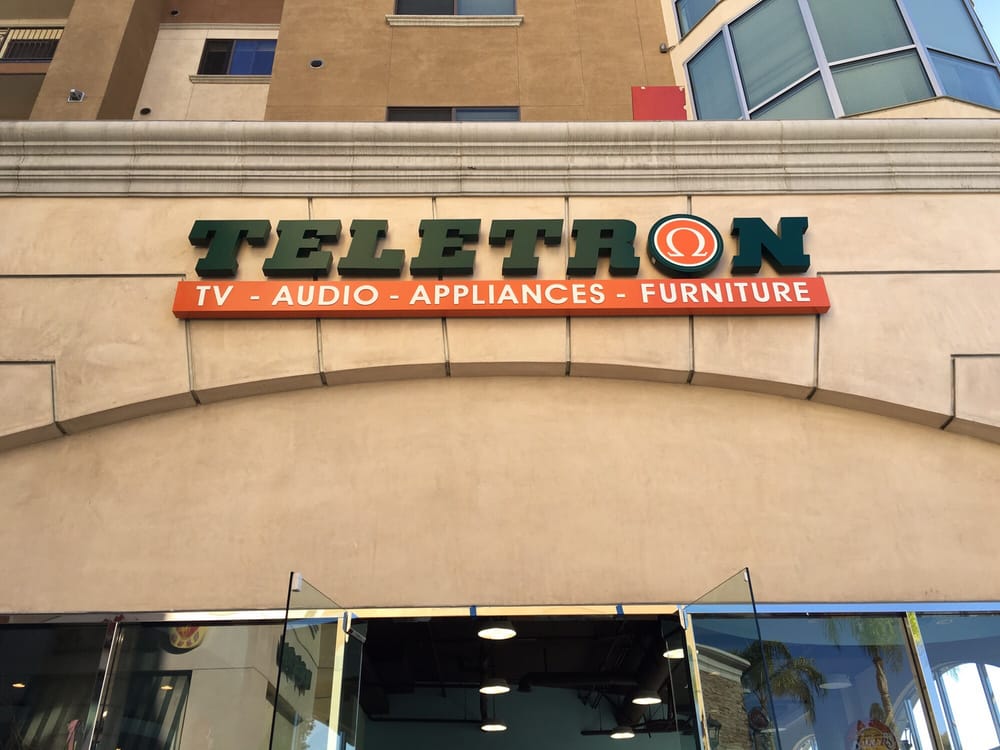 TELETRΩN
TV - AUDIO - APPLIANCES - FURNITURE